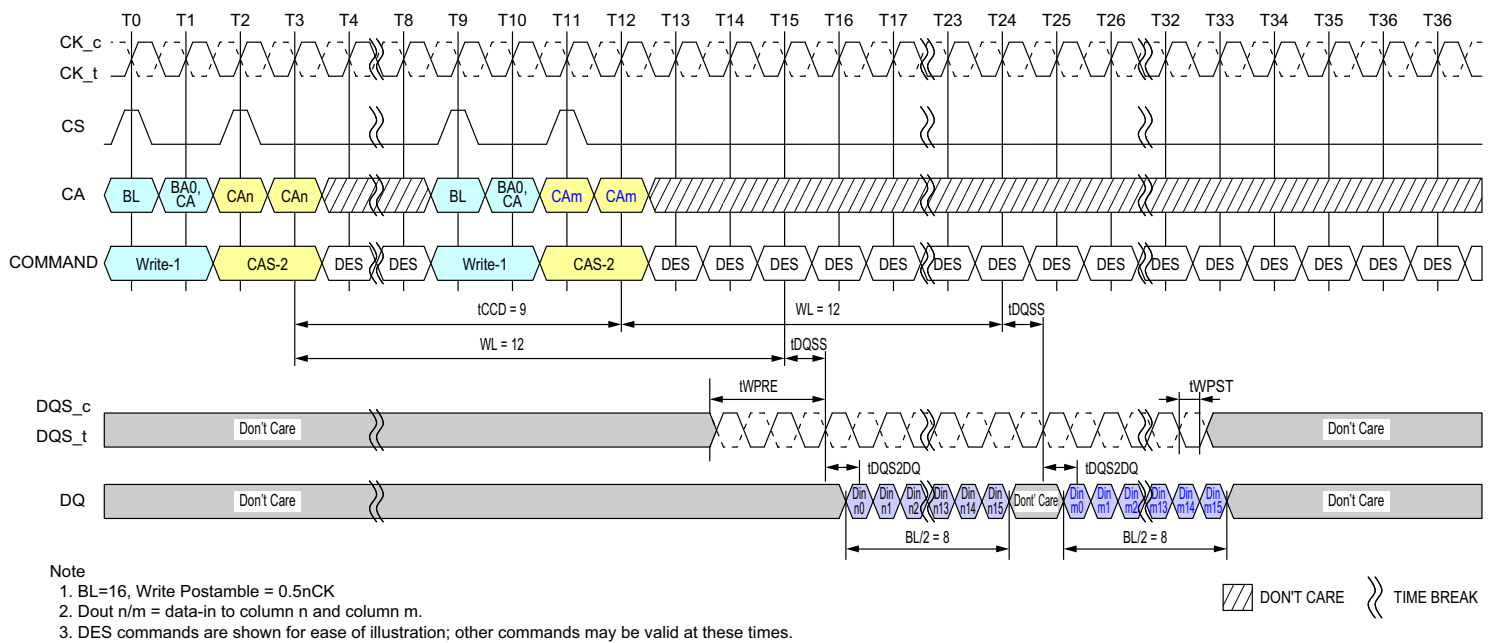 T0 T1 T2 T3 T4 T8 T9 T10 T11 T12 T13 T14 T15 T16 T17 T23 T24 T25 T26 T32 T33 T34 T35 T36 T36
CK_c
CK_t
CS
CA BL BA0, CA CAn CAn BL BA0, CA CAm CAm
COMMAND Write-1 CAS-2 DES DES Write-1 CAS-2 DES DES DES DES DES DES DES DES DES DES DES DES DES DES DES
tCCD = 9 WL = 12 tDQSS
WL = 12 tDQSS
tWPRE tWPST
DQS_c
DQS_t Don't Care Don't Care
tDQS2DQ tDQS2DQ
DQ Don't Care Din n0 Din n1 Din n2 Din n13 Din n14 Din n15 Dont' Care Din m0 Din m1 Din m2 Din m13 Din m14 Din m15 Don't Care
BL/2 = 8 BL/2 = 8
Note
1. BL=16, Write Postamble = 0.5nCK
2. Dout n/m = data-in to column n and column m.
3. DES commands are shown for ease of illustration; other commands may be valid at these times.
DON'T CARE TIME BREAK